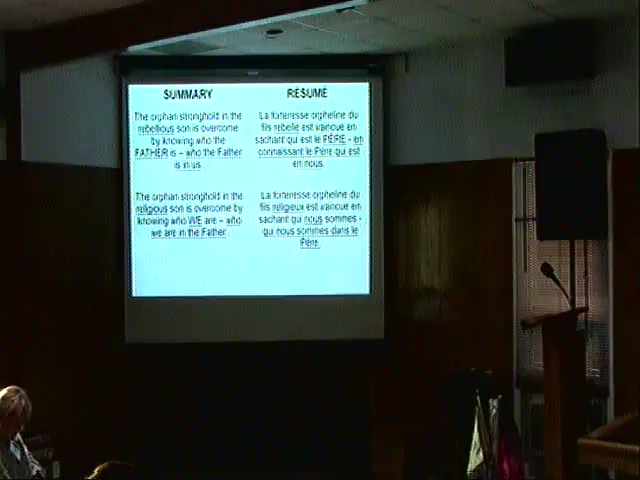 SUMMARY
The orphan stronghold in the
rebellious son is overcome
by knowing who the
FATHER is – who the Father
is in us.
The orphan stronghold in the
religious son is overcome by
knowing who WE are – who
we are in the Father.
RÉSUMÉ
La forteresse orpheline du
fils rebelle est vaincue en
sachant qui est le PÈRE - en
connaissant le Père qui est
en nous.
La forteresse orpheline du
fils religieux est vaincue en
sachant qui nous sommes -
qui nous sommes dans le
Père.